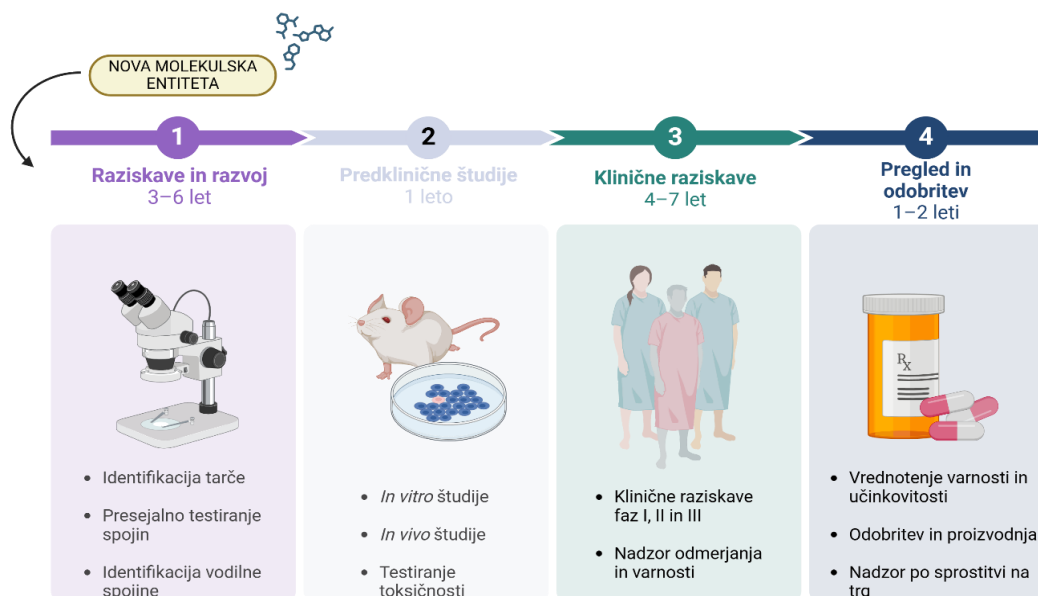 NOVA MOLEKULSKA
ENTITETA
1
Raziskave in razvoj
3–6 let
2
Predklinične študije
1 leto
3
Klinične raziskave
4–7 let
4
Pregled in
odobritev
1–2 leti
• Identifikacija tarče
• Presejalno testiranje
spojin
• Identifikacija vodilne
spojine
• In vitro študije
• In vivo študije
• Testiranje
toksičnosti
• Klinične raziskave
faz I, II in III
• Nadzor odmerjanja
in varnosti
Rx
• Vrednotenje varnosti in
učinkovitosti
• Odobritev in proizvodnja
• Nadzor po sprostitvi na
trg